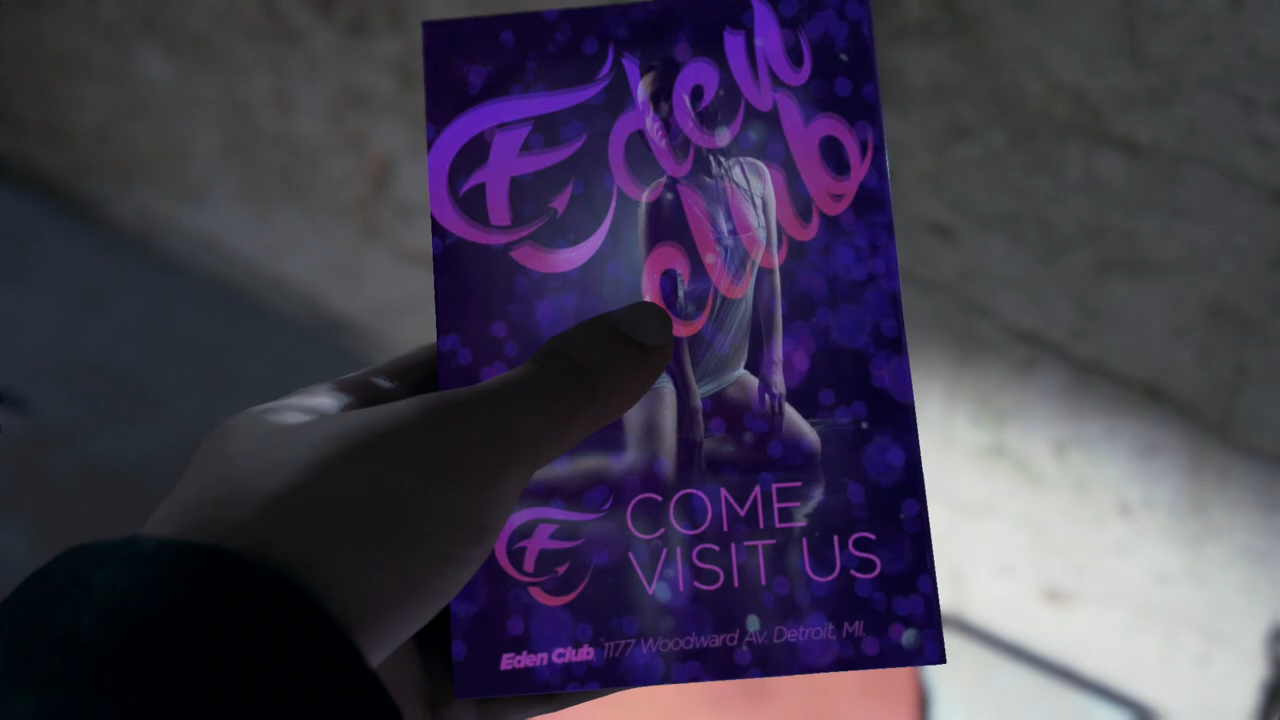 Eden
club
COME
VISIT US
Eden Club, 1177 Woodward Av. Detroit, MI.